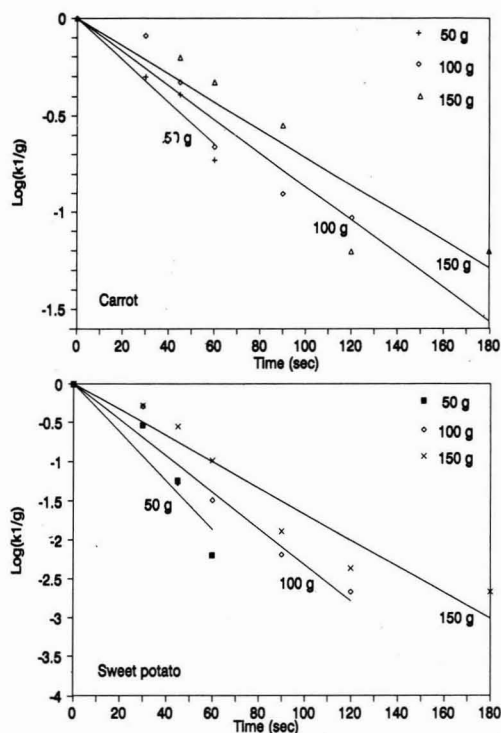 0
-0.5
-1
-1.5
Log(k1/g)
+ 50 g
◇ 100 g
△ 150 g
50 g
100 g
150 g
Carrot
0 20 40 60 80 100 120 140 160 180
Time (sec)
0
-0.5
-1
-1.5
-2
-2.5
-3
-3.5
-4
Log(k1/g)
■ 50 g
◇ 100 g
× 150 g
50 g
100 g
150 g
Sweet potato
0 20 40 60 80 100 120 140 160 180
Time (sec)